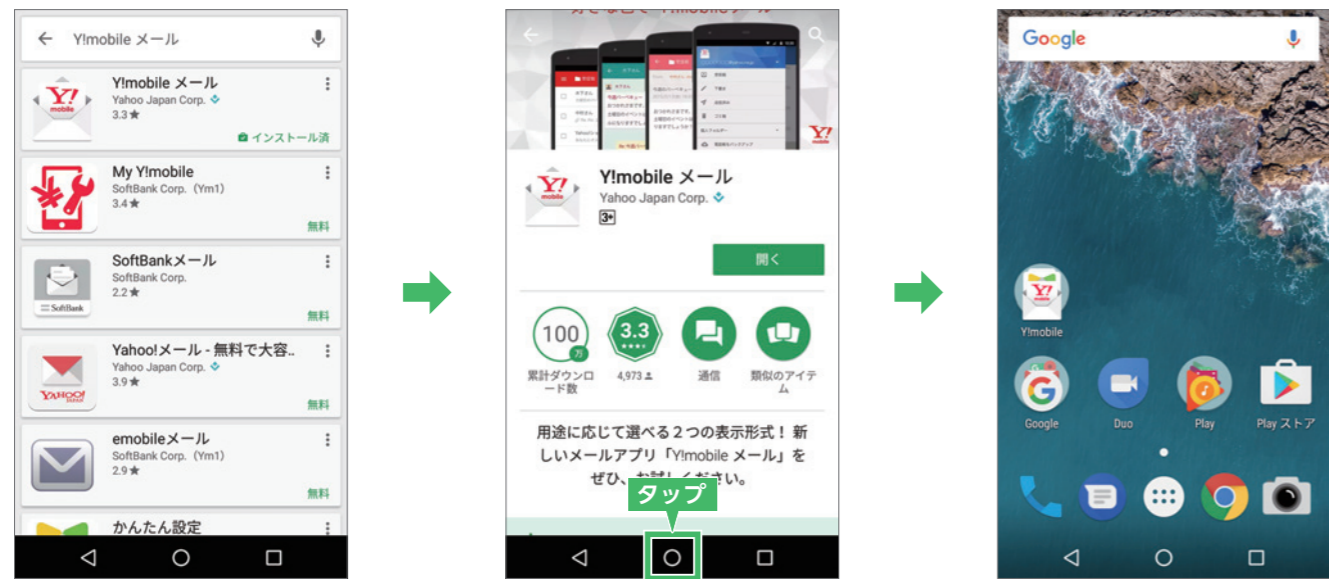 Y!mobile メール
Y!mobile メール
Yahoo Japan Corp.
3.3★
インストール済
Y!
mobile
My Y!mobile
SoftBank Corp. (Ym1)
3.4★
無料
SoftBankメール
SoftBank Corp.
2.2★
SoftBank
無料
Yahoo!メール - 無料で大容..
Yahoo Japan Corp.
3.9★
YAHOO!
JAPAN
無料
emobileメール
SoftBank Corp. (Ym1)
2.9★
無料
かんたん設定
Y!
Y!
mobile
Y!mobile メール
Yahoo Japan Corp.
3+
開く
100
万
3.3
累計ダウンロ
ード数
4,973
通信
類似のアイテ
ム
用途に応じて選べる2つの表示形式! 新
しいメールアプリ「Y!mobile メール」を
ぜひ、お試しください。
タップ
Google
Y!
mobile
Y!mobile
Google
Duo
Play
Play ストア